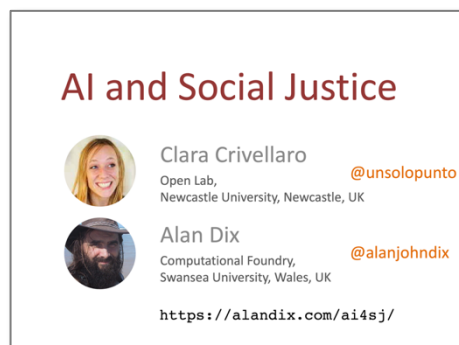 AI and Social Justice
Clara Crivellaro
Open Lab,
Newcastle University, Newcastle, UK
@unsolopunto
Alan Dix
Computational Foundry,
Swansea University, Wales, UK
@alanjohndix
https://alandix.com/ai4sj/